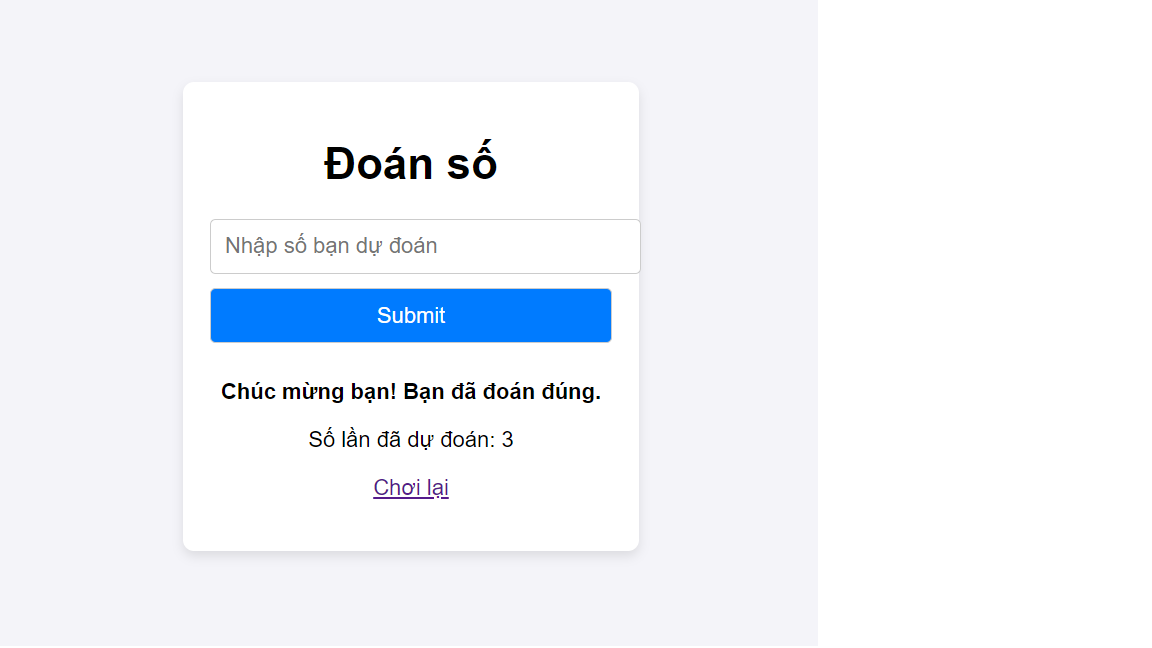 Đoán số
Nhập số bạn dự đoán
Submit
Chúc mừng bạn! Bạn đã đoán đúng.
Số lần đã dự đoán: 3
Chơi lại